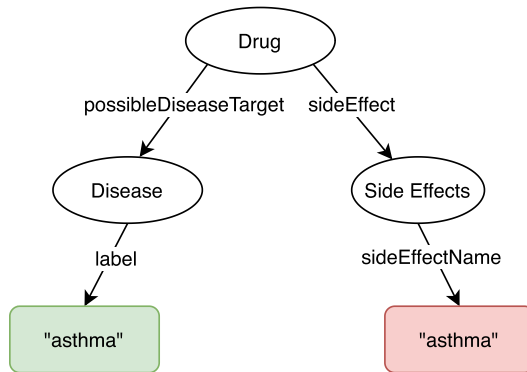 Drug
possibleDiseaseTarget
sideEffect
Disease
Side Effects
label
sideEffectName
"asthma"
"asthma"